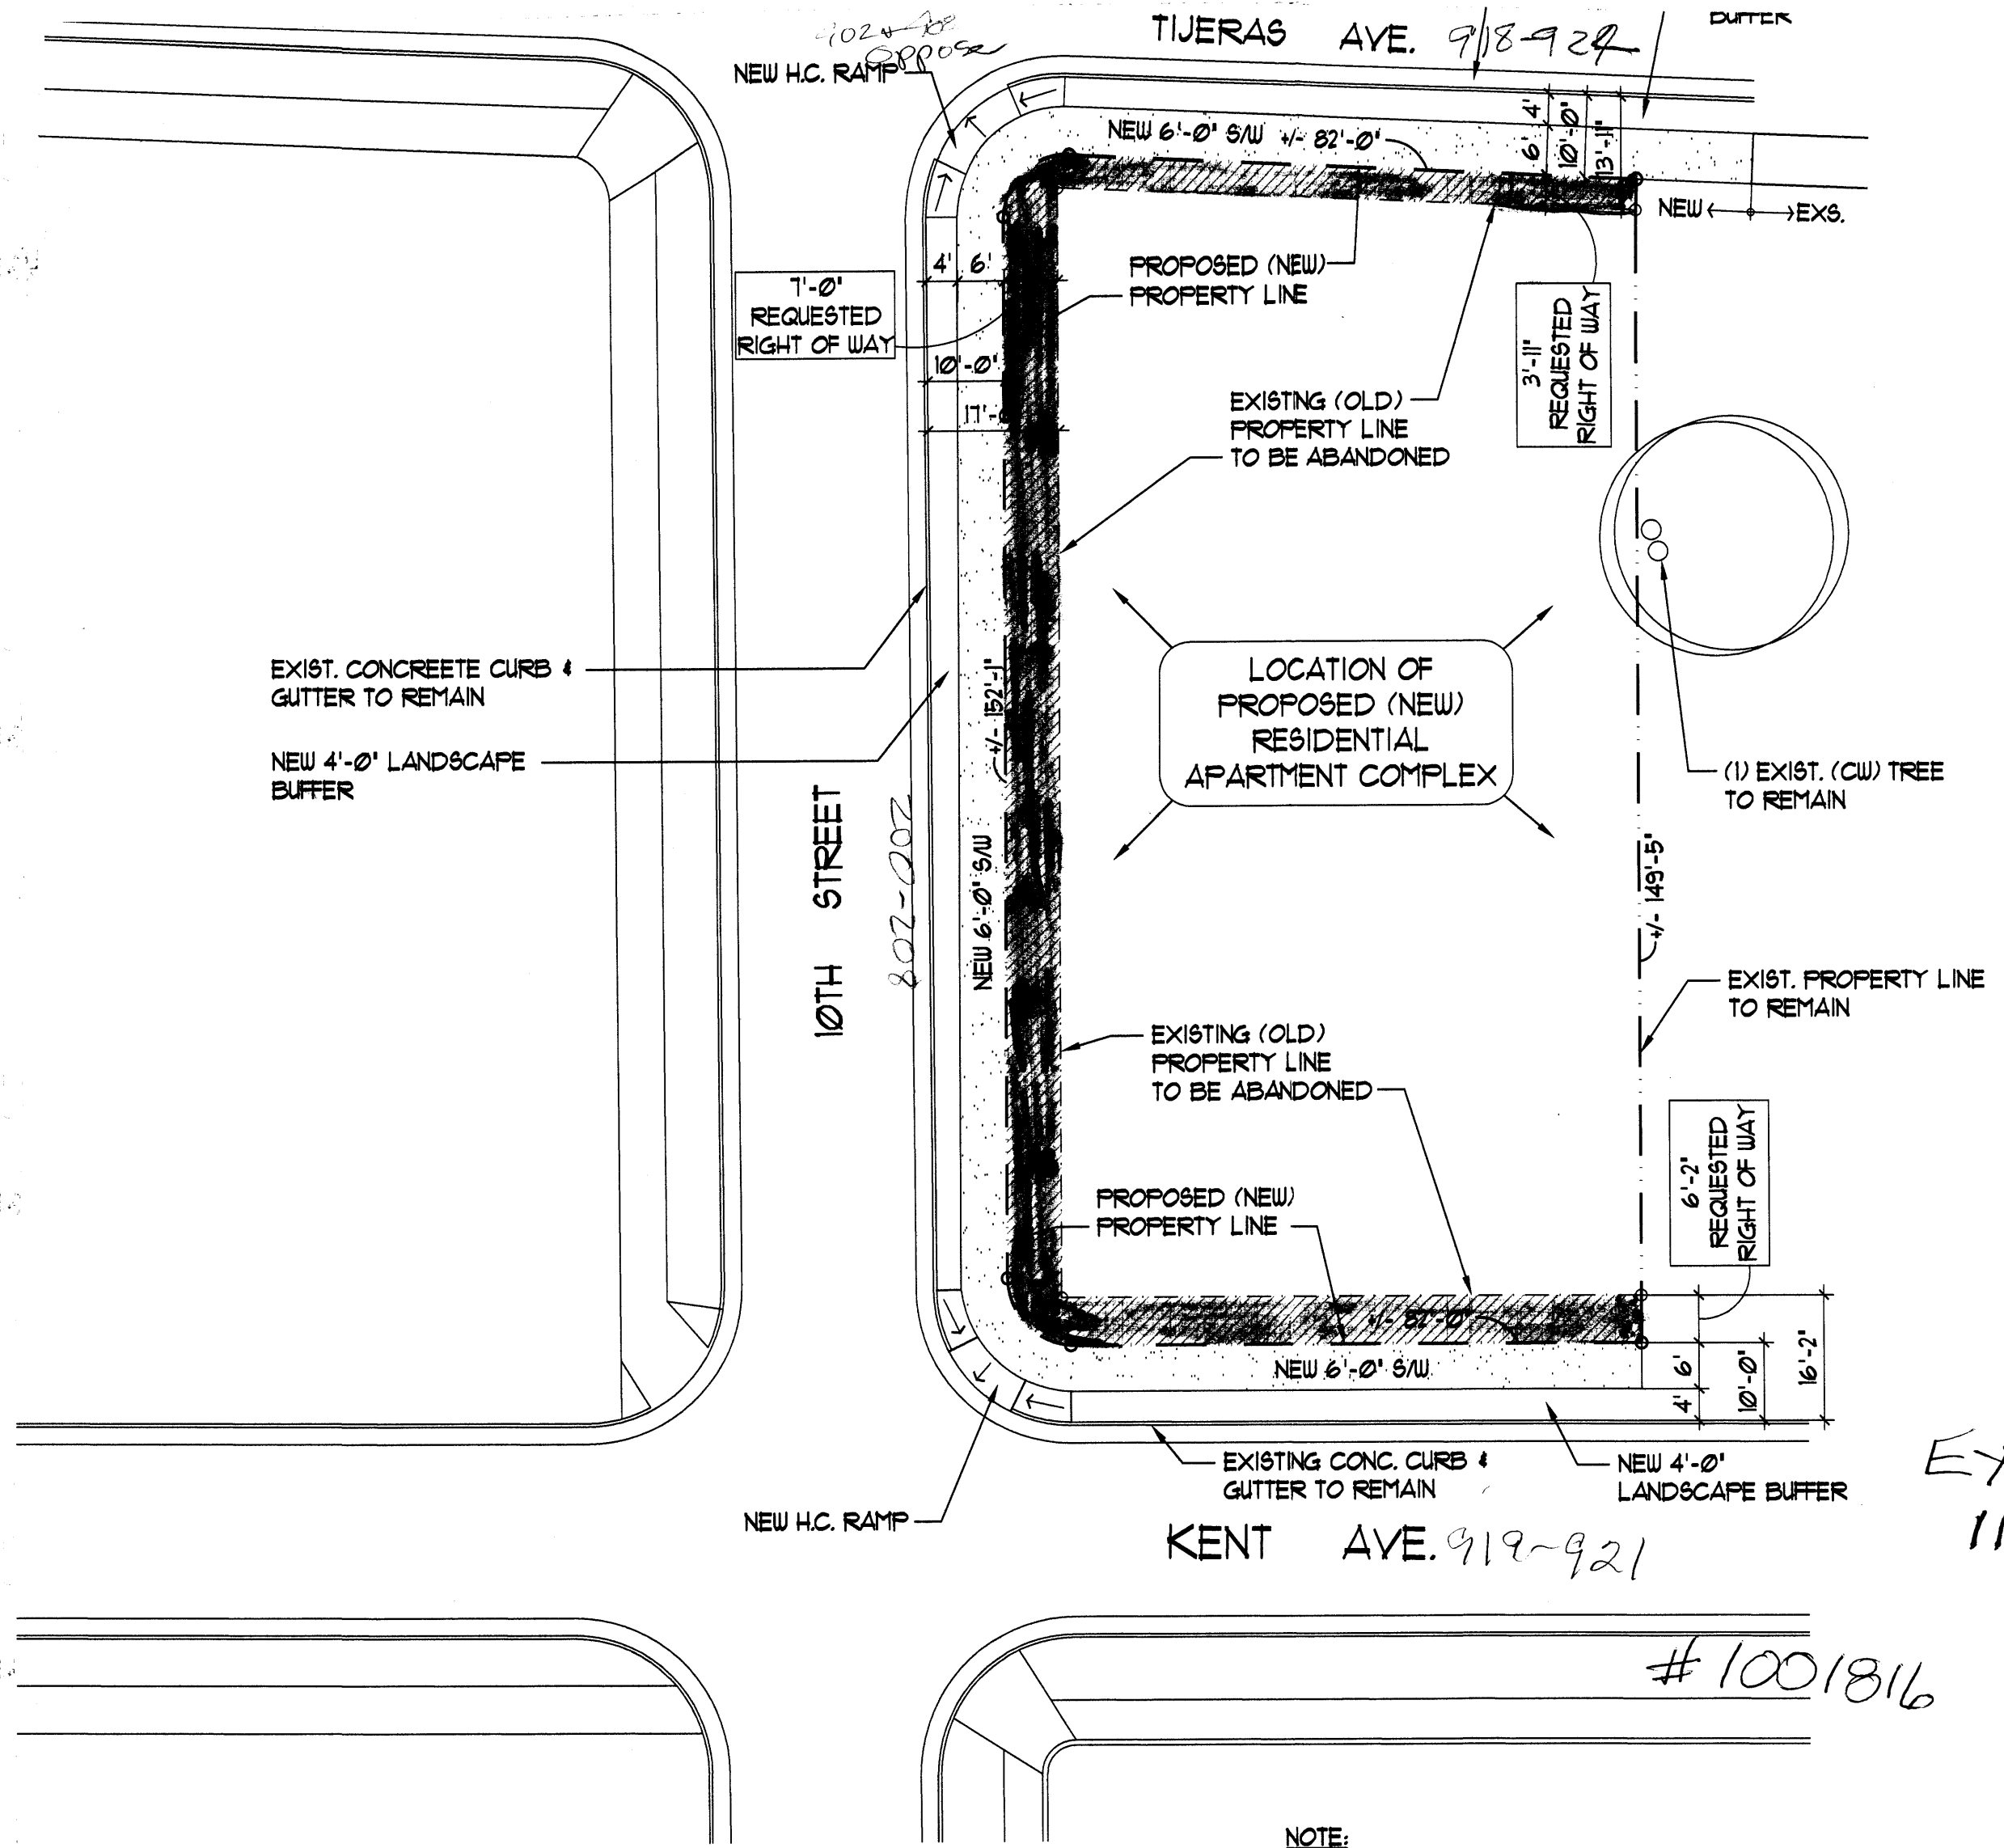 TIJERAS AVE. 918-922
BUFFER
oppose
NEW H.C. RAMP
NEW 6'-0" S/W +/- 82'-0"
6' 4'
10'-0"
13'-11"
NEW EXS.
4' 6'
7'-0"
REQUESTED
RIGHT OF WAY
10'-0"
17'-
PROPOSED (NEW)
PROPERTY LINE
3'-11"
REQUESTED
RIGHT OF WAY
EXISTING (OLD)
PROPERTY LINE
TO BE ABANDONED
EXIST. CONCREETE CURB &
GUTTER TO REMAIN
NEW 4'-0" LANDSCAPE
BUFFER
10TH STREET
202-208
+/- 152'-1"
NEW 6'-0" S/W
LOCATION OF
PROPOSED (NEW)
RESIDENTIAL
APARTMENT COMPLEX
(1) EXIST. (CW) TREE
TO REMAIN
+/- 149'-5"
EXIST. PROPERTY LINE
TO REMAIN
EXISTING (OLD)
PROPERTY LINE
TO BE ABANDONED
PROPOSED (NEW)
PROPERTY LINE
6'-2"
REQUESTED
RIGHT OF WAY
+/- 82'-0"
NEW 6'-0" S/W
4' 6'
10'-0"
16'-2"
EXISTING CONC. CURB &
GUTTER TO REMAIN
NEW 4'-0"
LANDSCAPE BUFFER
NEW H.C. RAMP
KENT AVE. 919-921
EX
11
#1001816
NOTE: